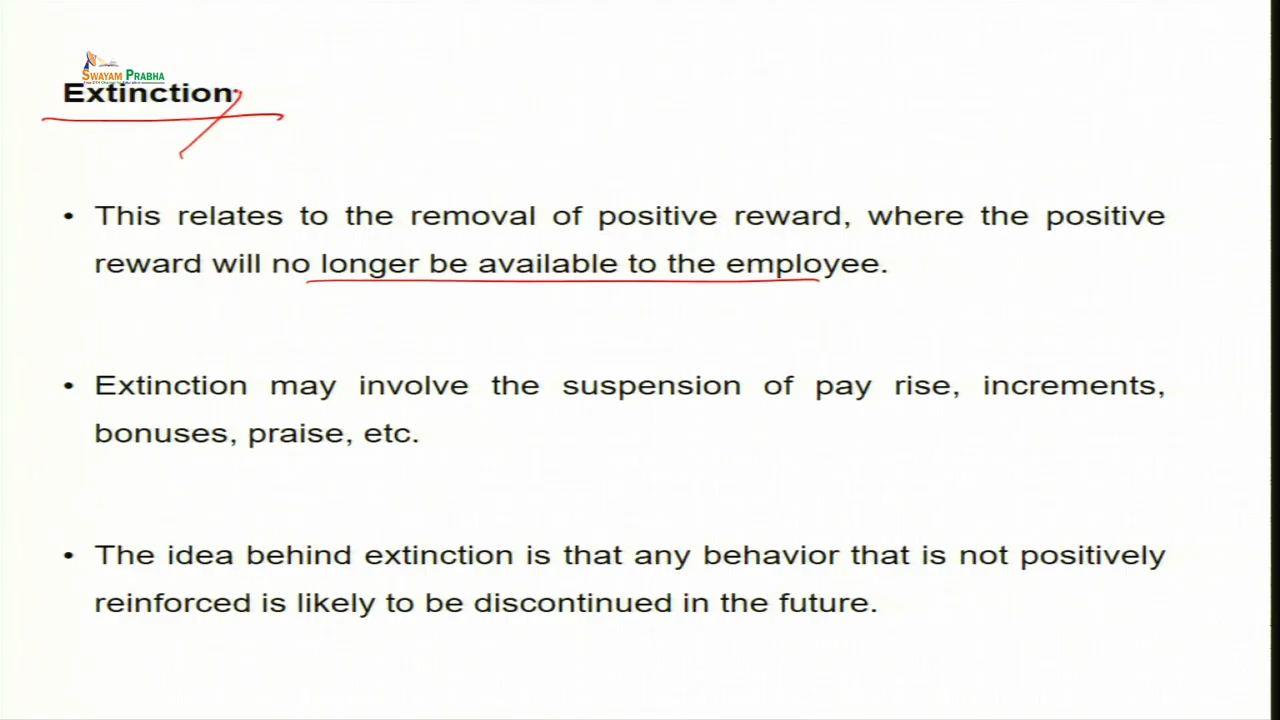 SWAYAM PRABHA
Extinction
• This relates to the removal of positive reward, where the positive
reward will no longer be available to the employee.
• Extinction may involve the suspension of pay rise, increments,
bonuses, praise, etc.
• The idea behind extinction is that any behavior that is not positively
reinforced is likely to be discontinued in the future.